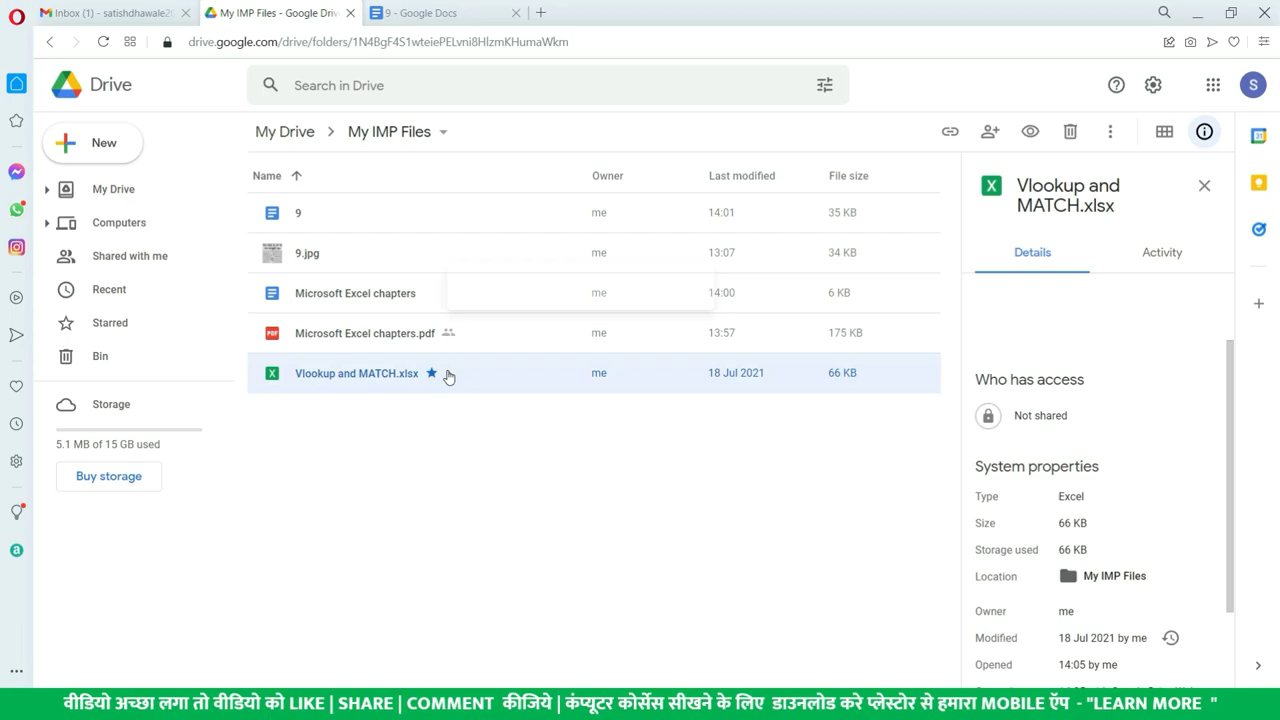 Inbox (1) - satishdhawale20
My IMP Files - Google Driv
9 - Google Docs
drive.google.com/drive/folders/1N4BgF4S1wteiePELvni8HlzmKHumaWkm
Drive
Search in Drive
S
New
My Drive
My IMP Files
Name
Owner
Last modified
File size
9
me
14:01
35 KB
9.jpg
me
13:07
34 KB
Microsoft Excel chapters
me
14:00
6 KB
Microsoft Excel chapters.pdf
me
13:57
175 KB
Vlookup and MATCH.xlsx
me
18 Jul 2021
66 KB
My Drive
Computers
Shared with me
Recent
Starred
Bin
Storage
5.1 MB of 15 GB used
Buy storage
Vlookup and
MATCH.xlsx
Details
Activity
Who has access
Not shared
System properties
Type
Excel
Size
66 KB
Storage used
66 KB
Location
My IMP Files
Owner
me
Modified
18 Jul 2021 by me
Opened
14:05 by me
वीडियो अच्छा लगा तो वीडियो को LIKE | SHARE | COMMENT कीजिये | कंप्यूटर कोर्सेस सीखने के लिए डाउनलोड करे प्लेस्टोर से हमारा MOBILE ऍप - "LEARN MORE "